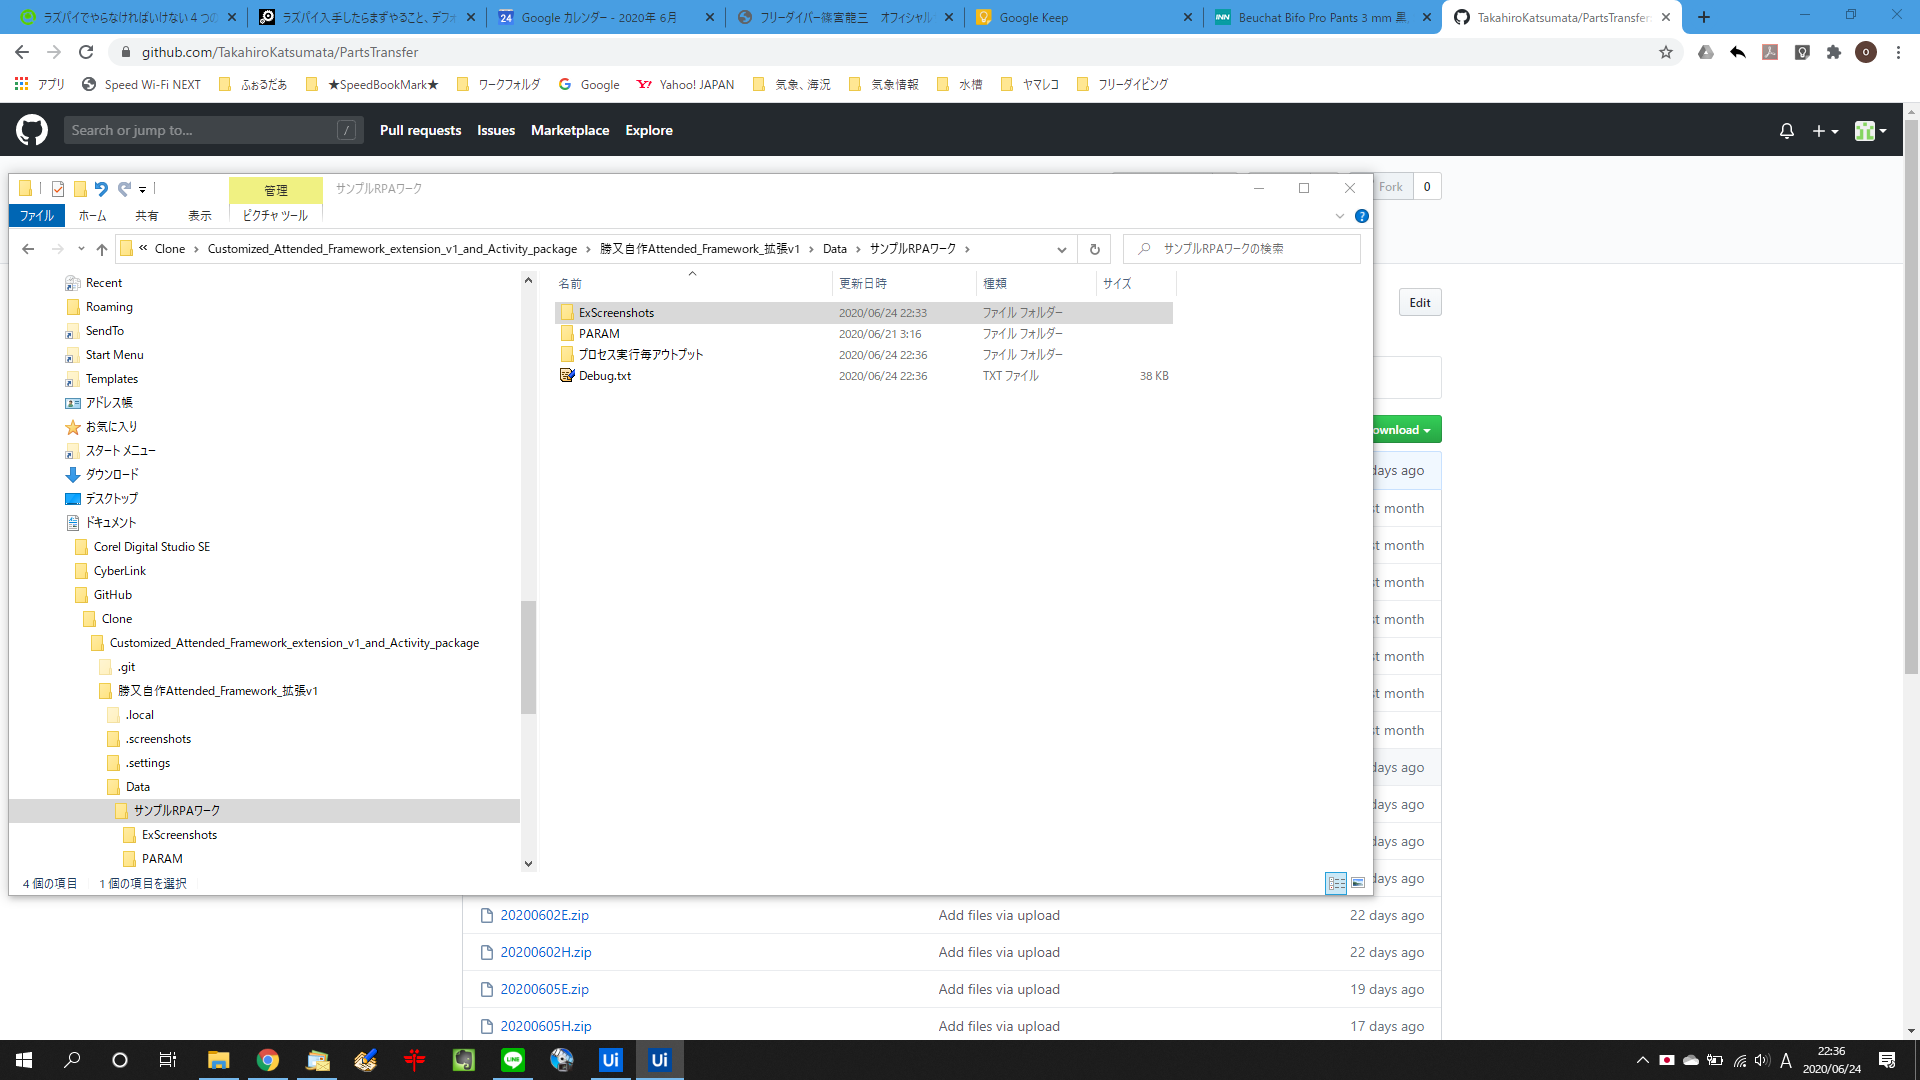 ラズパイでやらなければいけない４つの
ラズパイ入手したらまずやること、デフォ
Google カレンダー - 2020年 6月
フリーダイバー篠宮龍三 オフィシャル
Google Keep
Beuchat Bifo Pro Pants 3 mm 黒
TakahiroKatsumata/PartsTransfer
github.com/TakahiroKatsumata/PartsTransfer
アプリ Speed Wi-Fi NEXT ふぉるだあ ★SpeedBookMark★ ワークフォルダ Google Yahoo! JAPAN 気象、海況 気象情報 水槽 ヤマレコ フリーダイビング
Search or jump to... / Pull requests Issues Marketplace Explore
管理 サンプルRPAワーク
Fork 0
ファイル ホーム 共有 表示 ピクチャ ツール
« Clone › Customized_Attended_Framework_extension_v1_and_Activity_package › 勝又自作Attended_Framework_拡張v1 › Data › サンプルRPAワーク ›
サンプルRPAワークの検索
名前 更新日時 種類 サイズ
ExScreenshots 2020/06/24 22:33 ファイル フォルダー
PARAM 2020/06/21 3:16 ファイル フォルダー
プロセス実行毎アウトプット 2020/06/24 22:36 ファイル フォルダー
Debug.txt 2020/06/24 22:36 TXT ファイル 38 KB
Recent
Roaming
SendTo
Start Menu
Templates
アドレス帳
お気に入り
スタート メニュー
ダウンロード
デスクトップ
ドキュメント
Corel Digital Studio SE
CyberLink
GitHub
Clone
Customized_Attended_Framework_extension_v1_and_Activity_package
.git
勝又自作Attended_Framework_拡張v1
.local
.screenshots
.settings
Data
サンプルRPAワーク
ExScreenshots
PARAM
4 個の項目 1 個の項目を選択
Edit
ownload
days ago
st month
st month
st month
st month
st month
st month
st month
days ago
days ago
days ago
days ago
20200602E.zip Add files via upload 22 days ago
20200602H.zip Add files via upload 22 days ago
20200605E.zip Add files via upload 19 days ago
20200605H.zip Add files via upload 17 days ago
LINE
Ui
Ui
A
22:36
2020/06/24